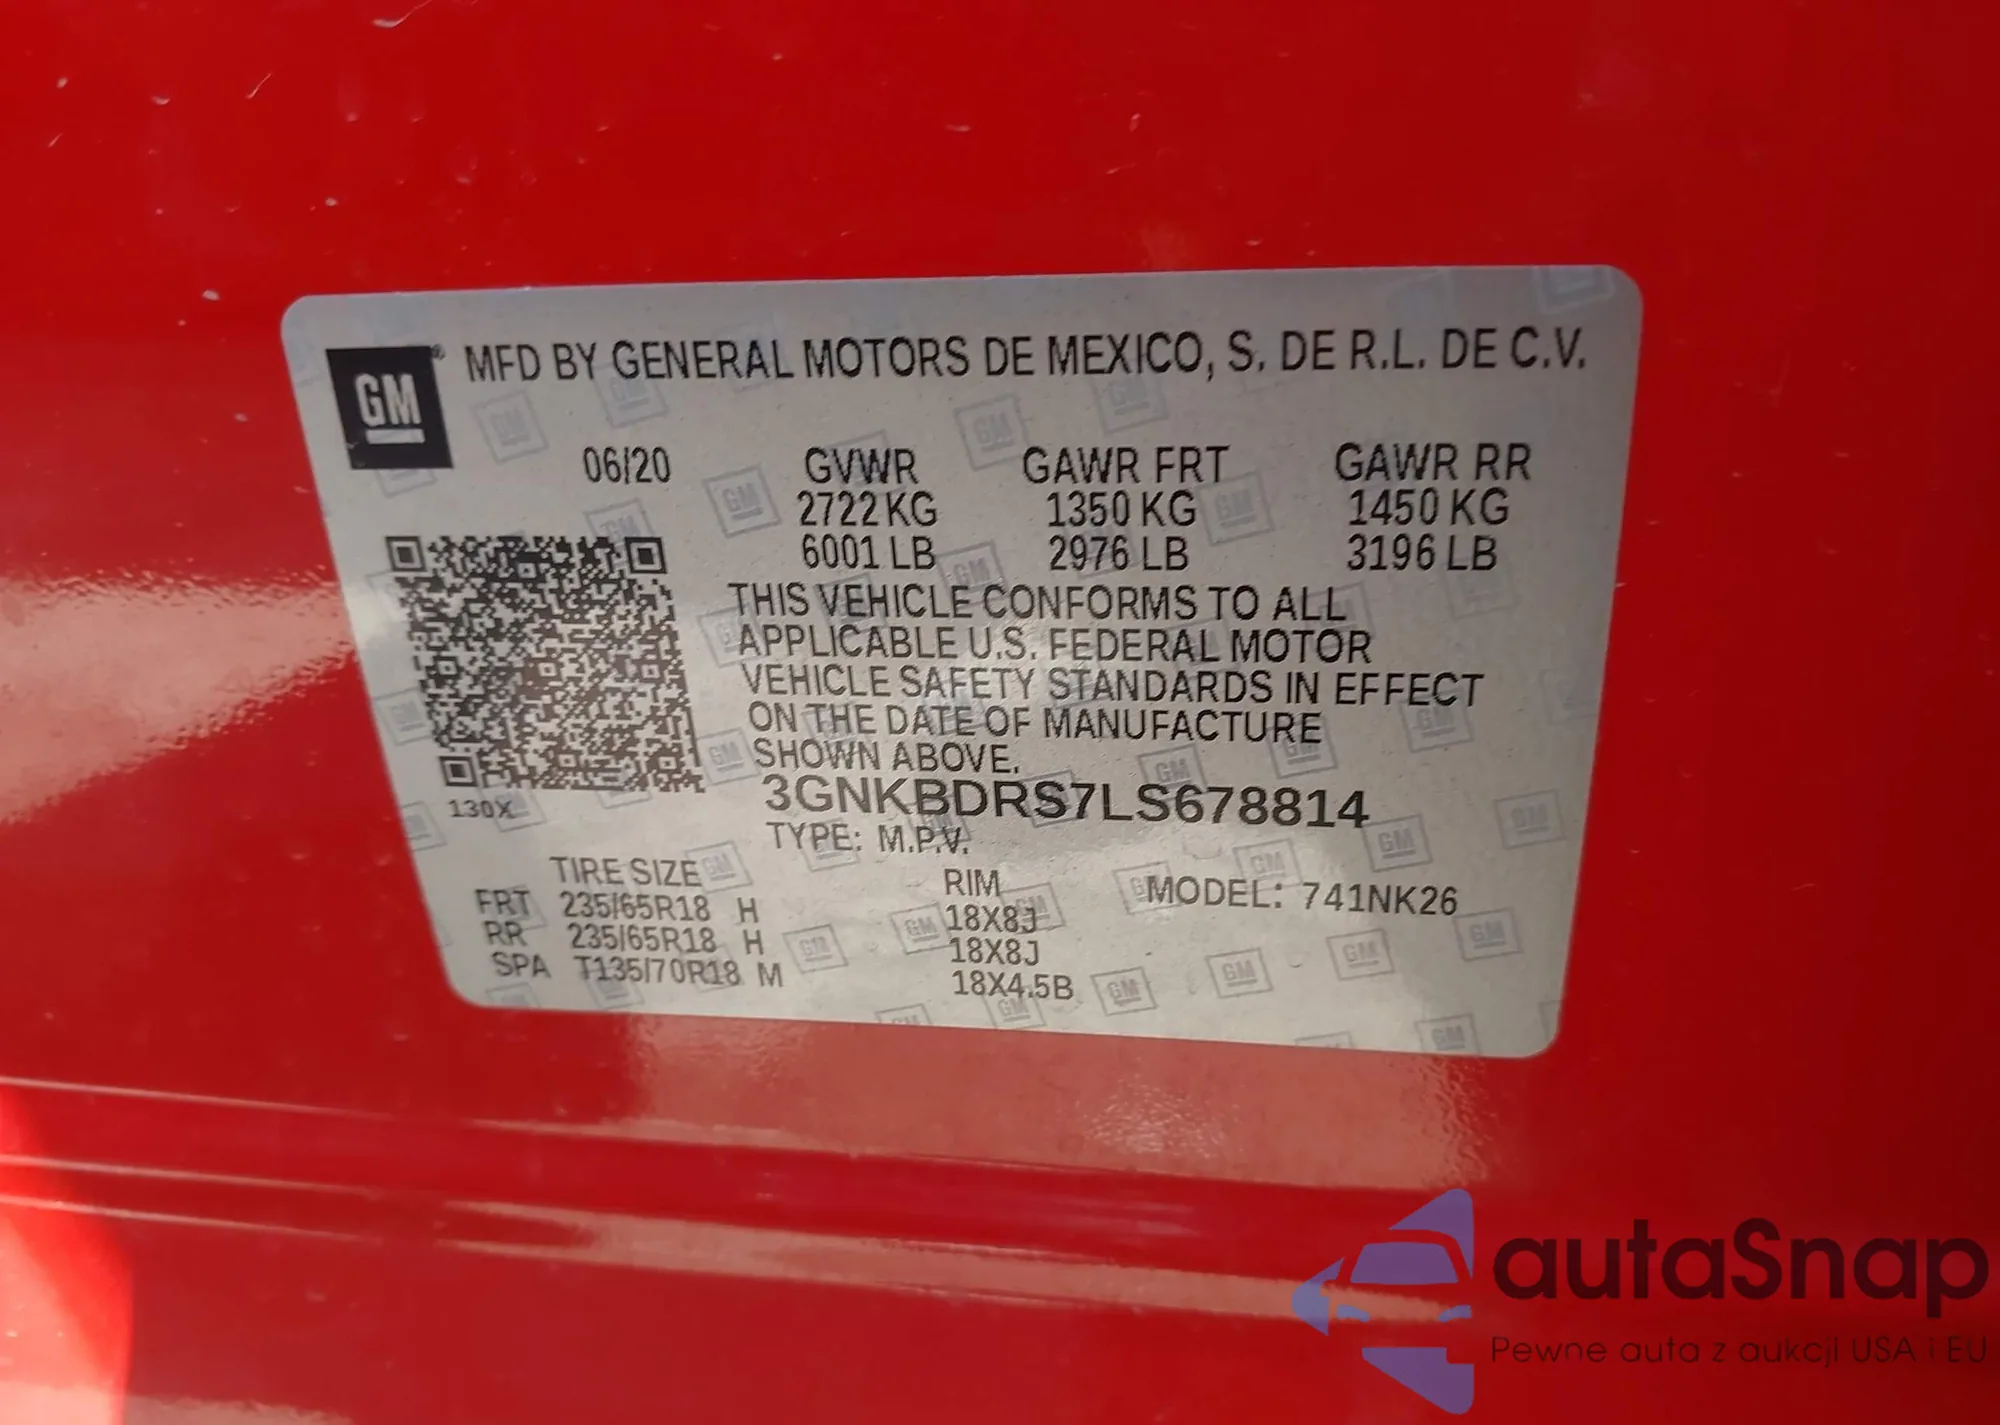 GM® MFD BY GENERAL MOTORS DE MEXICO, S. DE R.L. DE C.V.
06/20 GVWR GAWR FRT GAWR RR
2722 KG 1350 KG 1450 KG
6001 LB 2976 LB 3196 LB
THIS VEHICLE CONFORMS TO ALL
APPLICABLE U.S. FEDERAL MOTOR
VEHICLE SAFETY STANDARDS IN EFFECT
ON THE DATE OF MANUFACTURE
SHOWN ABOVE.
3GNKBDRS7LS678814
130X
TYPE: M.P.V.
TIRE SIZE RIM MODEL: 741NK26
FRT 235/65R18 H 18X8J
RR 235/65R18 H 18X8J
SPA T135/70R18 M 18X4.5B
autaSnap
Pewne auta z aukcji USA i EU